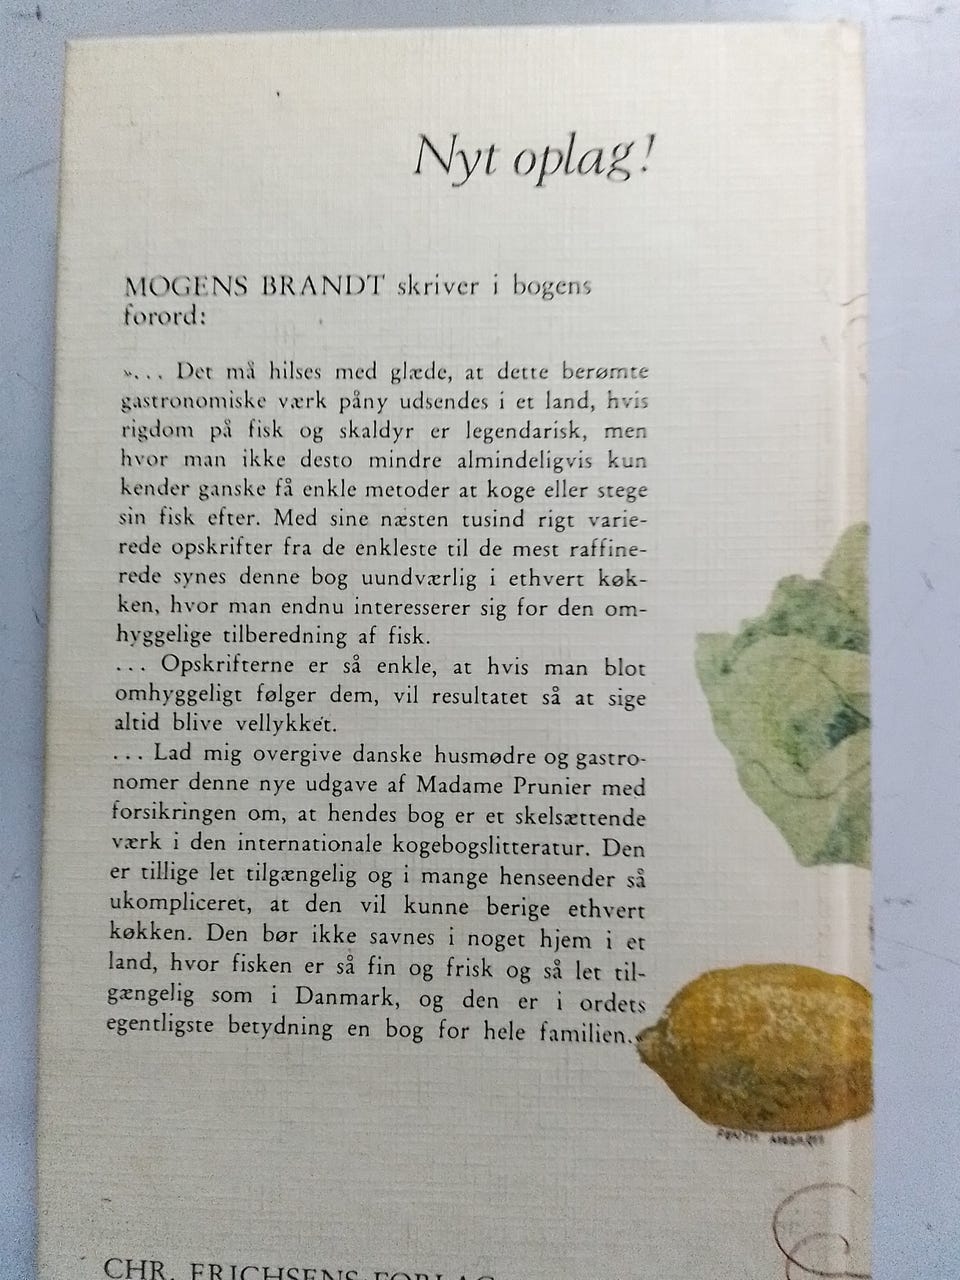 Nyt oplag!
MOGENS BRANDT skriver i bogens
forord:
»... Det må hilses med glæde, at dette berømte
gastronomiske værk påny udsendes i et land, hvis
rigdom på fisk og skaldyr er legendarisk, men
hvor man ikke desto mindre almindeligvis kun
kender ganske få enkle metoder at koge eller stege
sin fisk efter. Med sine næsten tusind rigt varie-
rede opskrifter fra de enkleste til de mest raffine-
rede synes denne bog uundværlig i ethvert køk-
ken, hvor man endnu interesserer sig for den om-
hyggelige tilberedning af fisk.
... Opskrifterne er så enkle, at hvis man blot
omhyggeligt følger dem, vil resultatet så at sige
altid blive vellykket.
... Lad mig overgive danske husmødre og gastro-
nomer denne nye udgave af Madame Prunier med
forsikringen om, at hendes bog er et skelsættende
værk i den internationale kogebogslitteratur. Den
er tillige let tilgængelig og i mange henseender så
ukompliceret, at den vil kunne berige ethvert
køkken. Den bør ikke savnes i noget hjem i et
land, hvor fisken er så fin og frisk og så let til-
gængelig som i Danmark, og den er i ordets
egentligste betydning en bog for hele familien.«
CHR. ERICHSENS FORLAG